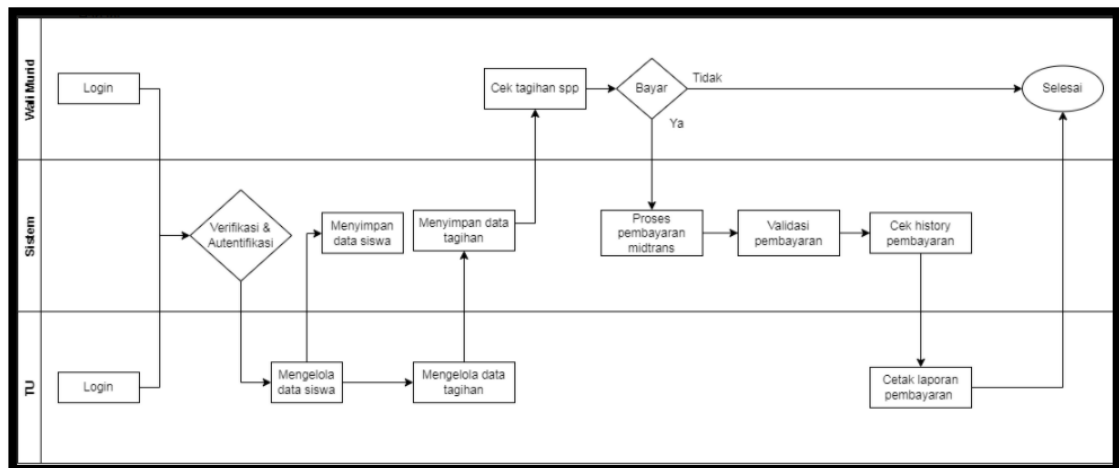 Wali Murid
Login
Cek tagihan spp
Bayar
Tidak
Ya
Selesai
Sistem
Verifikasi &
Autentifikasi
Menyimpan
data siswa
Menyimpan data
tagihan
Proses
pembayaran
midtrans
Validasi
pembayaran
Cek history
pembayaran
TU
Login
Mengelola
data siswa
Mengelola data
tagihan
Cetak laporan
pembayaran